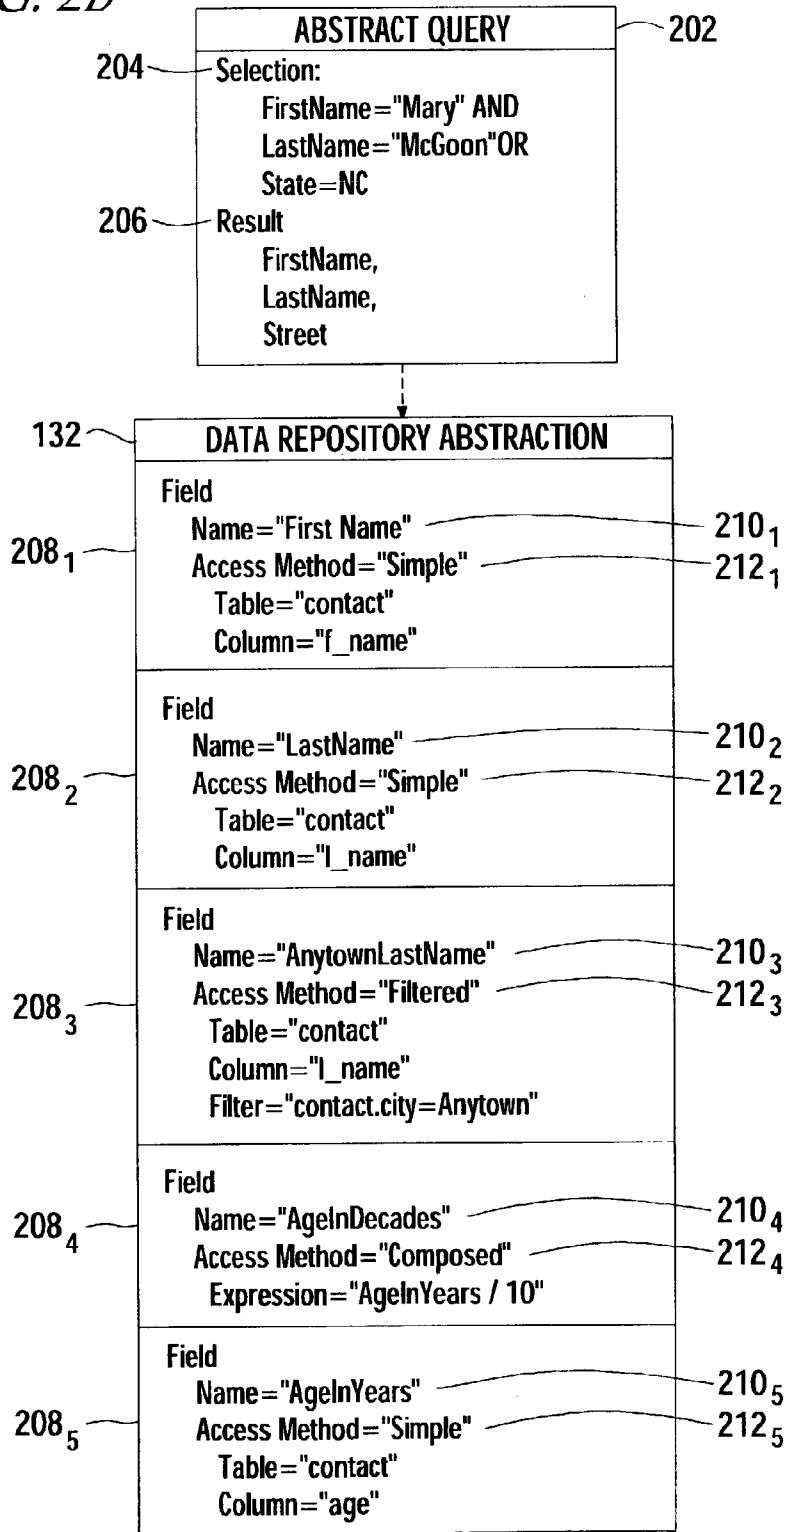 ABSTRACT QUERY 202
204 Selection:
FirstName="Mary" AND
LastName="McGoon"OR
State=NC
206 Result
FirstName,
LastName,
Street
132 DATA REPOSITORY ABSTRACTION
Field
Name="First Name" 210₁
208₁ Access Method="Simple" 212₁
Table="contact"
Column="f_name"
Field
Name="LastName" 210₂
208₂ Access Method="Simple" 212₂
Table="contact"
Column="l_name"
Field
Name="AnytownLastName" 210₃
Access Method="Filtered" 212₃
208₃ Table="contact"
Column="l_name"
Filter="contact.city=Anytown"
Field
208₄ Name="AgeInDecades" 210₄
Access Method="Composed" 212₄
Expression="AgeInYears / 10"
Field
Name="AgeInYears" 210₅
208₅ Access Method="Simple" 212₅
Table="contact"
Column="age"